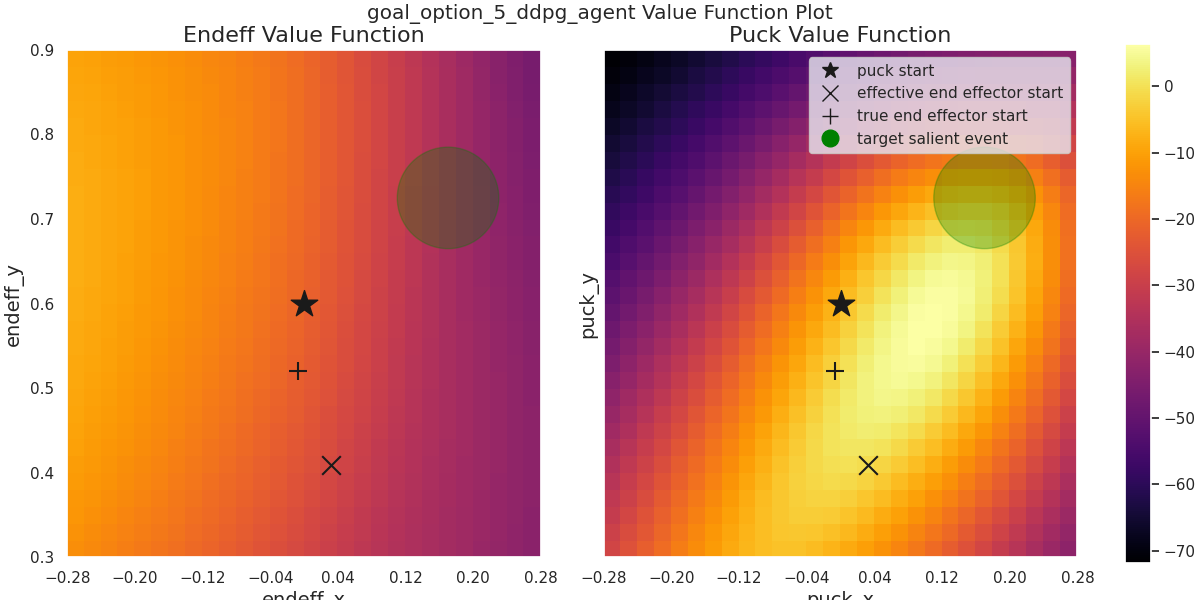 goal_option_5_ddpg_agent Value Function Plot
Endeff Value Function
Puck Value Function
0.9
0.8
0.7
0.6
0.5
0.4
0.3
endeff_y
−0.28 −0.20 −0.12 −0.04 0.04 0.12 0.20 0.28
endeff_x
puck_y
puck start
effective end effector start
true end effector start
target salient event
−0.28 −0.20 −0.12 −0.04 0.04 0.12 0.20 0.28
puck_x
0
−10
−20
−30
−40
−50
−60
−70